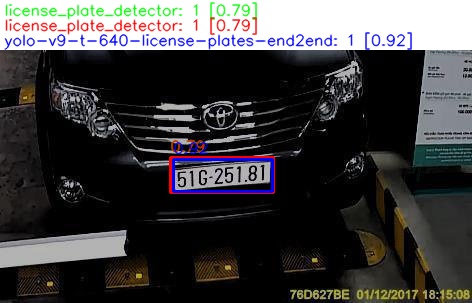 license_plate_detector: 1 [0.79]
license_plate_detector: 1 [0.79]
yolo-v9-t-640-license-plates-end2end: 1 [0.92]
0.79
51G-251.81
76D627BE 01/12/2017 18:15:08